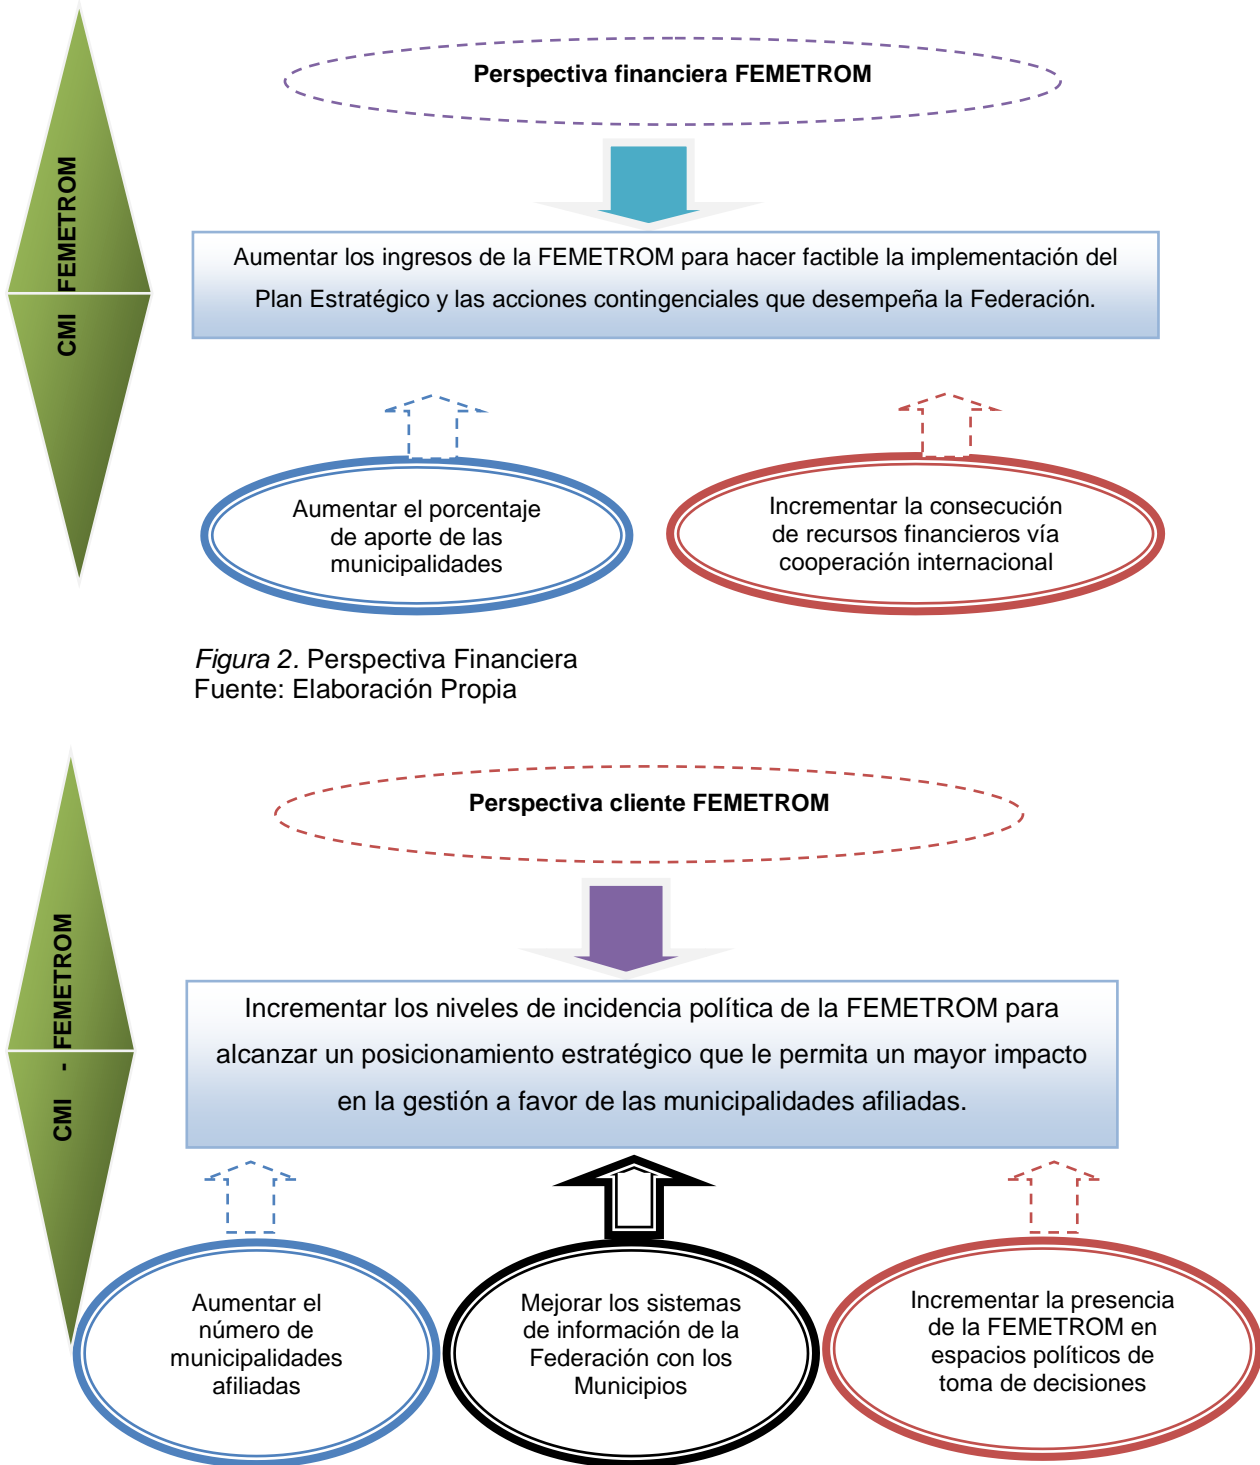 Perspectiva financiera FEMETROM
CMI FEMETROM
Aumentar los ingresos de la FEMETROM para hacer factible la implementación del
Plan Estratégico y las acciones contingenciales que desempeña la Federación.
Aumentar el porcentaje
de aporte de las
municipalidades
Incrementar la consecución
de recursos financieros vía
cooperación internacional
Figura 2. Perspectiva Financiera
Fuente: Elaboración Propia
Perspectiva cliente FEMETROM
CMI - FEMETROM
Incrementar los niveles de incidencia política de la FEMETROM para
alcanzar un posicionamiento estratégico que le permita un mayor impacto
en la gestión a favor de las municipalidades afiliadas.
Aumentar el
número de
municipalidades
afiliadas
Mejorar los sistemas
de información de la
Federación con los
Municipios
Incrementar la presencia
de la FEMETROM en
espacios políticos de
toma de decisiones